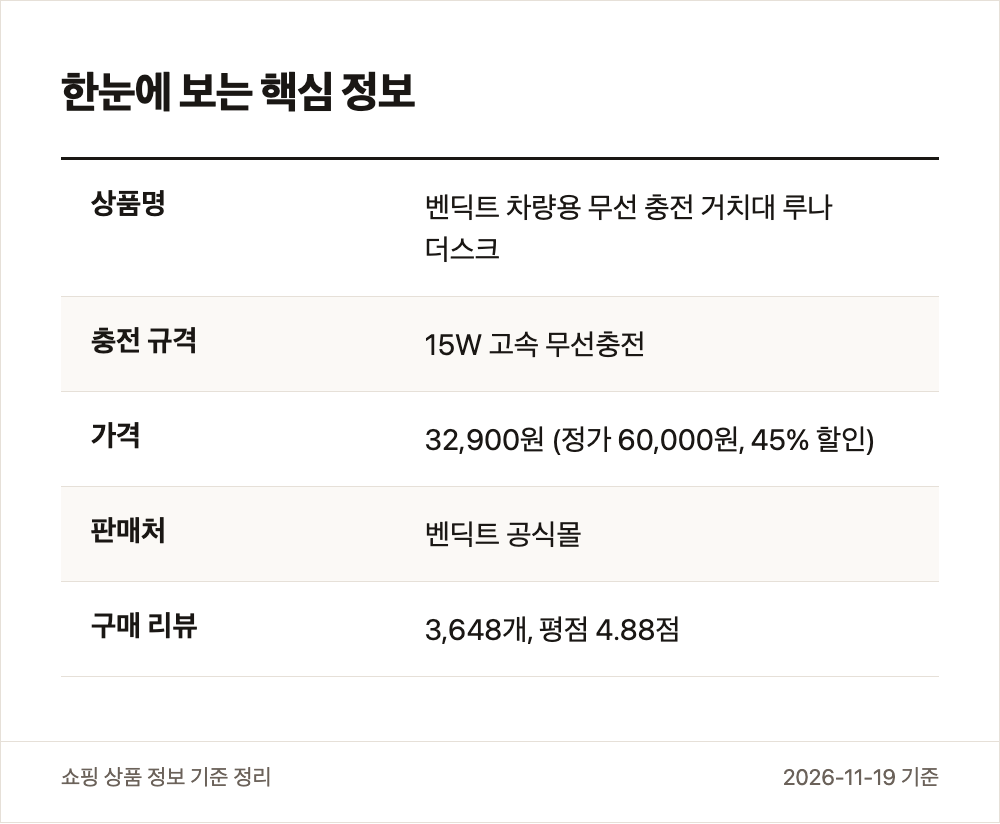 한눈에 보는 핵심 정보
상품명
벤딕트 차량용 무선 충전 거치대 루나
더스크
충전 규격
15W 고속 무선충전
가격
32,900원 (정가 60,000원, 45% 할인)
판매처
벤딕트 공식몰
구매 리뷰
3,648개, 평점 4.88점
쇼핑 상품 정보 기준 정리
2026-11-19 기준